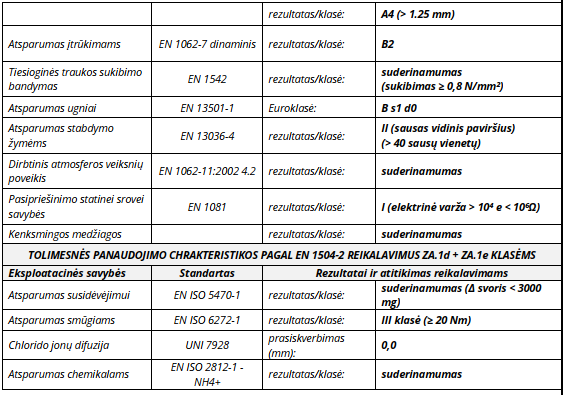 rezultatas/klasė: A4 (> 1.25 mm)
Atsparumas įtrūkimams EN 1062-7 dinaminis rezultatas/klasė: B2
Tiesioginės traukos sukibimo bandymas EN 1542 rezultatas/klasė: suderinamumas (sukibimas ≥ 0,8 N/mm²)
Atsparumas ugniai EN 13501-1 Euroklasė: B s1 d0
Atsparumas stabdymo žymėms EN 13036-4 rezultatas/klasė: II (sausas vidinis paviršius) (> 40 sausų vienetų)
Dirbtinis atmosferos veiksnių poveikis EN 1062-11:2002 4.2 rezultatas/klasė: suderinamumas
Pasipriešinimo statinei srovei savybės EN 1081 rezultatas/klasė: I (elektrinė varža > 10⁴ e < 10⁶Ω)
Kenksmingos medžiagos rezultatas/klasė: suderinamumas
TOLIMESNĖS PANAUDOJIMO CHRAKTERISTIKOS PAGAL EN 1504-2 REIKALAVIMUS ZA.1d + ZA.1e KLASĖMS
Eksploatacinės savybės Standartas Rezultatai ir atitikimas reikalavimams
Atsparumas susidėvėjimui EN ISO 5470-1 rezultatas/klasė: suderinamumas (Δ svoris < 3000 mg)
Atsparumas smūgiams EN ISO 6272-1 rezultatas/klasė: III klasė (≥ 20 Nm)
Chlorido jonų difuzija UNI 7928 prasiskverbimas (mm): 0,0
Atsparumas chemikalams EN ISO 2812-1 - NH4+ rezultatas/klasė: suderinamumas